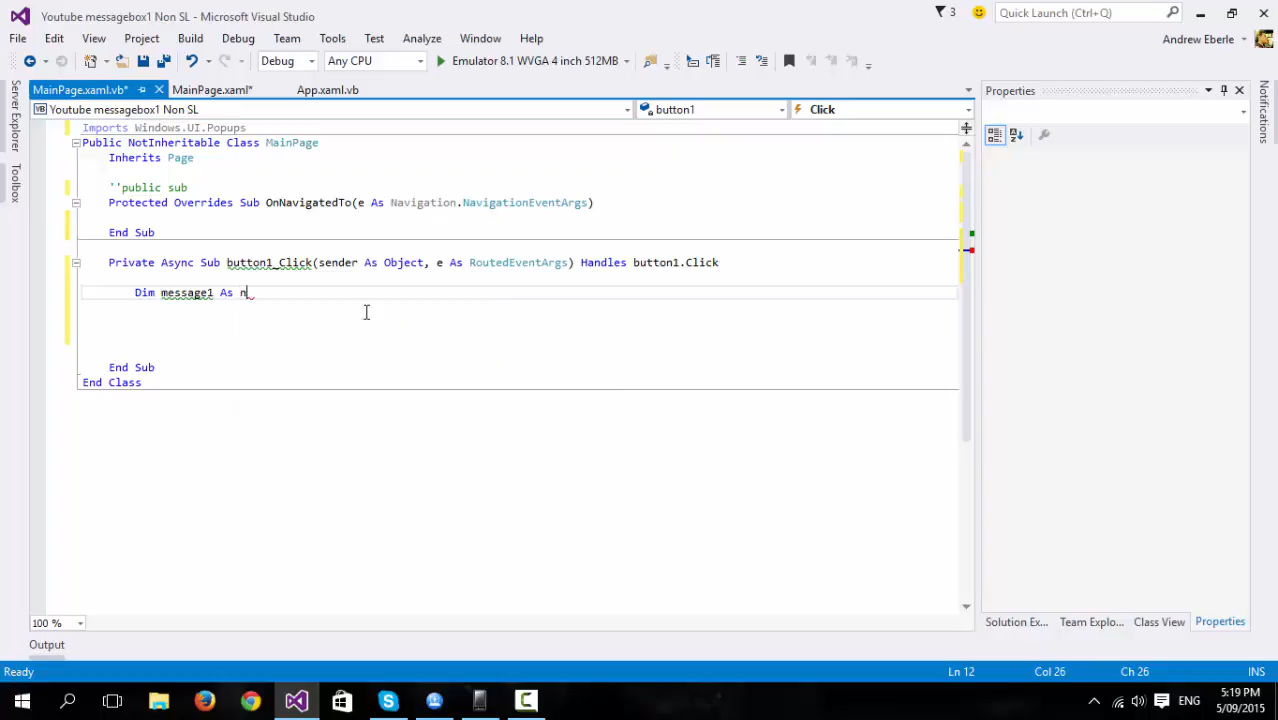 Youtube messagebox1 Non SL - Microsoft Visual Studio
3
Quick Launch (Ctrl+Q)
File Edit View Project Build Debug Team Tools Test Analyze Window Help
Andrew Eberle
Debug Any CPU Emulator 8.1 WVGA 4 inch 512MB
MainPage.xaml.vb* MainPage.xaml* App.xaml.vb
Properties
Youtube messagebox1 Non SL button1 Click
Server Explorer
Toolbox
Notifications
Imports Windows.UI.Popups
Public NotInheritable Class MainPage
Inherits Page
''public sub
Protected Overrides Sub OnNavigatedTo(e As Navigation.NavigationEventArgs)
End Sub
Private Async Sub button1_Click(sender As Object, e As RoutedEventArgs) Handles button1.Click
Dim message1 As n
End Sub
End Class
100 %
Solution Ex... Team Explo... Class View Properties
Output
Ready Ln 12 Col 26 Ch 26 INS
ENG
5:19 PM
5/09/2015